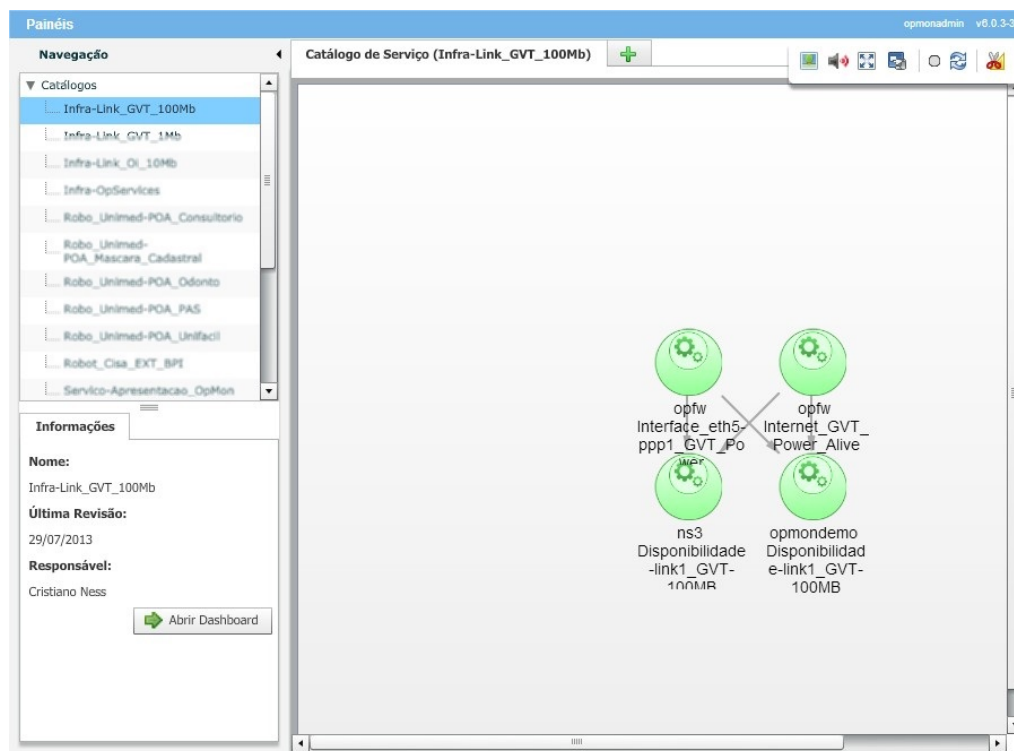 Painéis
opmonadmin v6.0.3-3
Navegação
Catálogo de Serviço (Infra-Link_GVT_100Mb)
Catálogos
Infra-Link_GVT_100Mb
Infra-Link_GVT_1Mb
Infra-Link_Oi_10Mb
Infra-OpServices
Robo_Unimed-POA_Consultorio
Robo_Unimed-
POA_Mascara_Cadastral
Robo_Unimed-POA_Odonto
Robo_Unimed-POA_PAS
Robo_Unimed-POA_Unifacil
Robot_Cisa_EXT_BPI
Servico-Apresentacao_OpMon
Informações
Nome:
Infra-Link_GVT_100Mb
Última Revisão:
29/07/2013
Responsável:
Cristiano Ness
Abrir Dashboard
opfw
Interface_eth5-
ppp1_GVT_Po
wer
opfw
Internet_GVT_
Power_Alive
ns3
Disponibilidade
-link1_GVT-
100MB
opmondemo
Disponibilidad
e-link1_GVT-
100MB